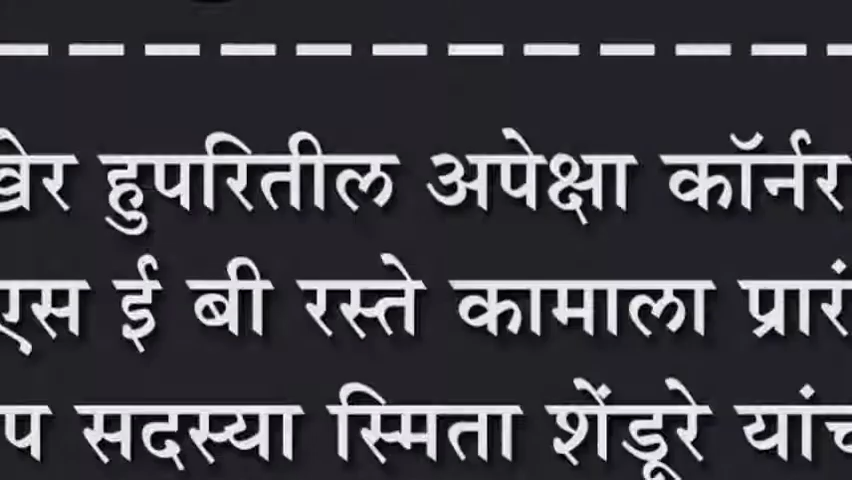 हुपरितील अपेक्षा कॉर्नर
एस ई बी रस्ते कामाला
सदस्या स्मिता शेंडूरे